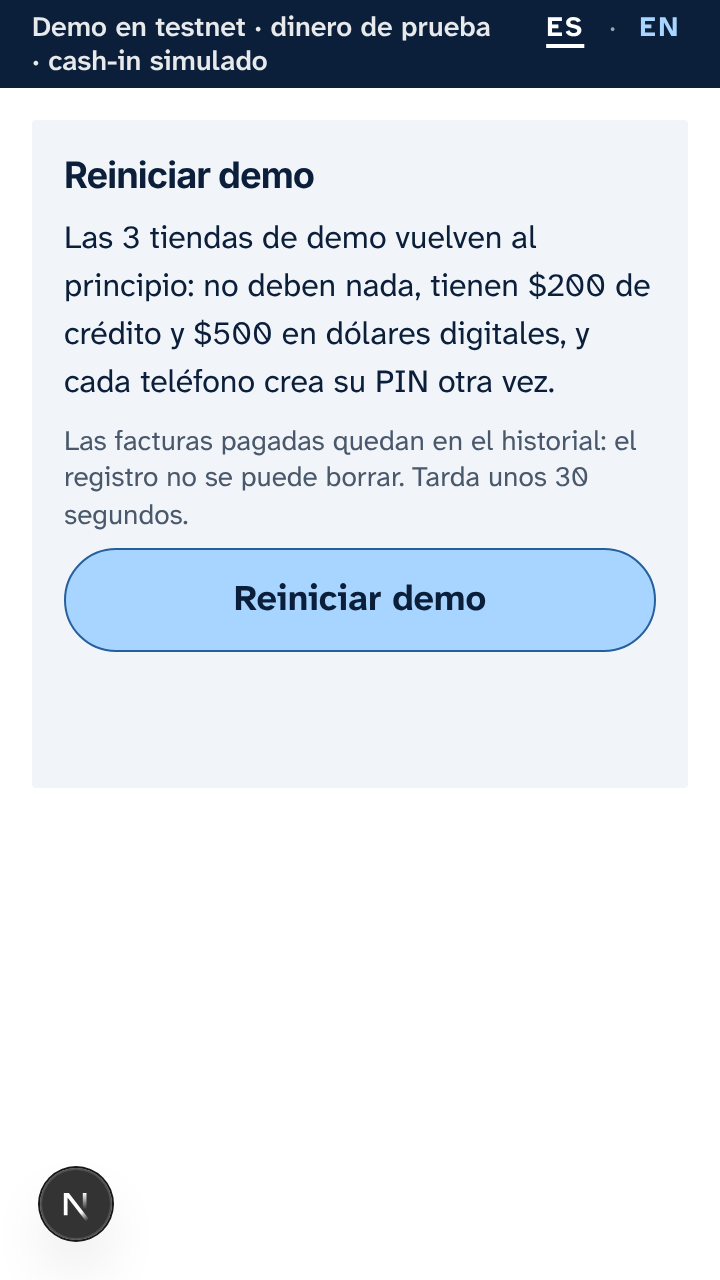 Demo en testnet · dinero de prueba
· cash-in simulado
ES · EN
Reiniciar demo
Las 3 tiendas de demo vuelven al
principio: no deben nada, tienen $200 de
crédito y $500 en dólares digitales, y
cada teléfono crea su PIN otra vez.
Las facturas pagadas quedan en el historial: el
registro no se puede borrar. Tarda unos 30
segundos.
Reiniciar demo
N